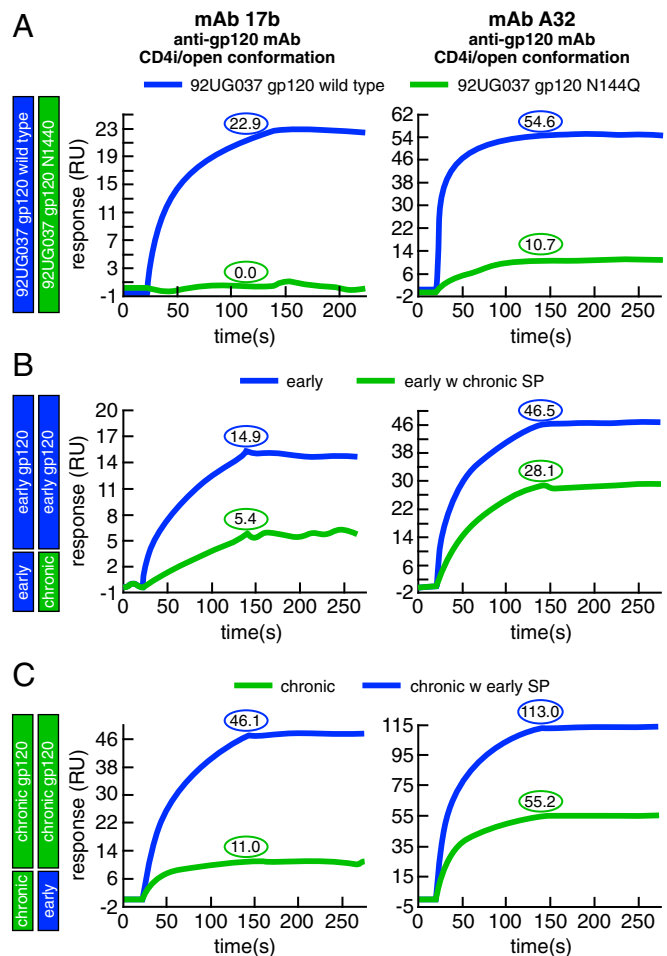 A
mAb 17b
anti-gp120 mAb
CD4i/open conformation
mAb A32
anti-gp120 mAb
CD4i/open conformation
92UG037 gp120 wild type
92UG037 gp120 N144Q
92UG037 gp120 wild type
92UG037 gp120 N1440
response (RU)
23
19
15
11
7
3
-1
22.9
0.0
0 50 100 150 200
time(s)
62
54
46
38
30
22
14
6
-2
54.6
10.7
0 50 100 150 200 250
time(s)
B
early
early w chronic SP
early gp120
early
early gp120
chronic
response (RU)
20
17
14
11
8
5
2
-1
14.9
5.4
0 50 100 150 200 250
time(s)
46
38
30
22
14
6
-2
46.5
28.1
0 50 100 150 200 250
time(s)
C
chronic
chronic w early SP
chronic gp120
chronic
chronic gp120
early
response (RU)
46
38
30
22
14
6
-2
46.1
11.0
0 50 100 150 200 250
time(s)
115
95
75
55
35
15
-5
113.0
55.2
0 50 100 150 200 250
time(s)